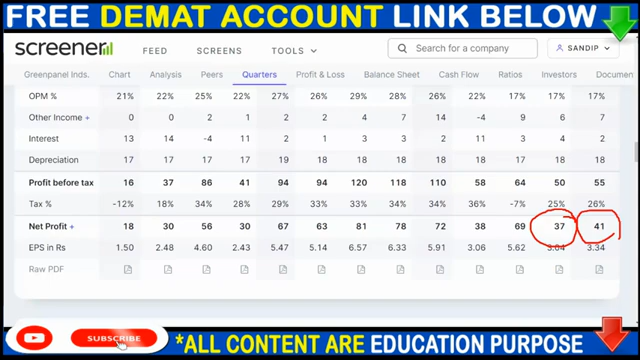 FREE DEMAT ACCOUNT LINK BELOW
screener FEED SCREENS TOOLS Search for a company SANDIP
Greenpanel Inds. Chart Analysis Peers Quarters Profit & Loss Balance Sheet Cash Flow Ratios Investors Documen
OPM % 21% 22% 25% 22% 27% 26% 29% 28% 26% 22% 17% 17% 17%
Other Income + 0 0 2 1 2 2 4 7 14 -4 9 6 7
Interest 13 14 -4 11 2 1 3 3 2 11 3 4 2
Depreciation 17 17 17 17 19 18 18 18 18 18 17 18 18
Profit before tax 16 37 86 41 94 94 120 118 110 58 64 50 55
Tax % -12% 18% 34% 28% 29% 33% 32% 34% 34% 36% -7% 25% 26%
Net Profit + 18 30 56 30 67 63 81 78 72 38 69 37 41
EPS in Rs 1.50 2.48 4.60 2.43 5.47 5.14 6.57 6.33 5.91 3.06 5.62 3.04 3.34
Raw PDF
SUBSCRIBE
*ALL CONTENT ARE EDUCATION PURPOSE